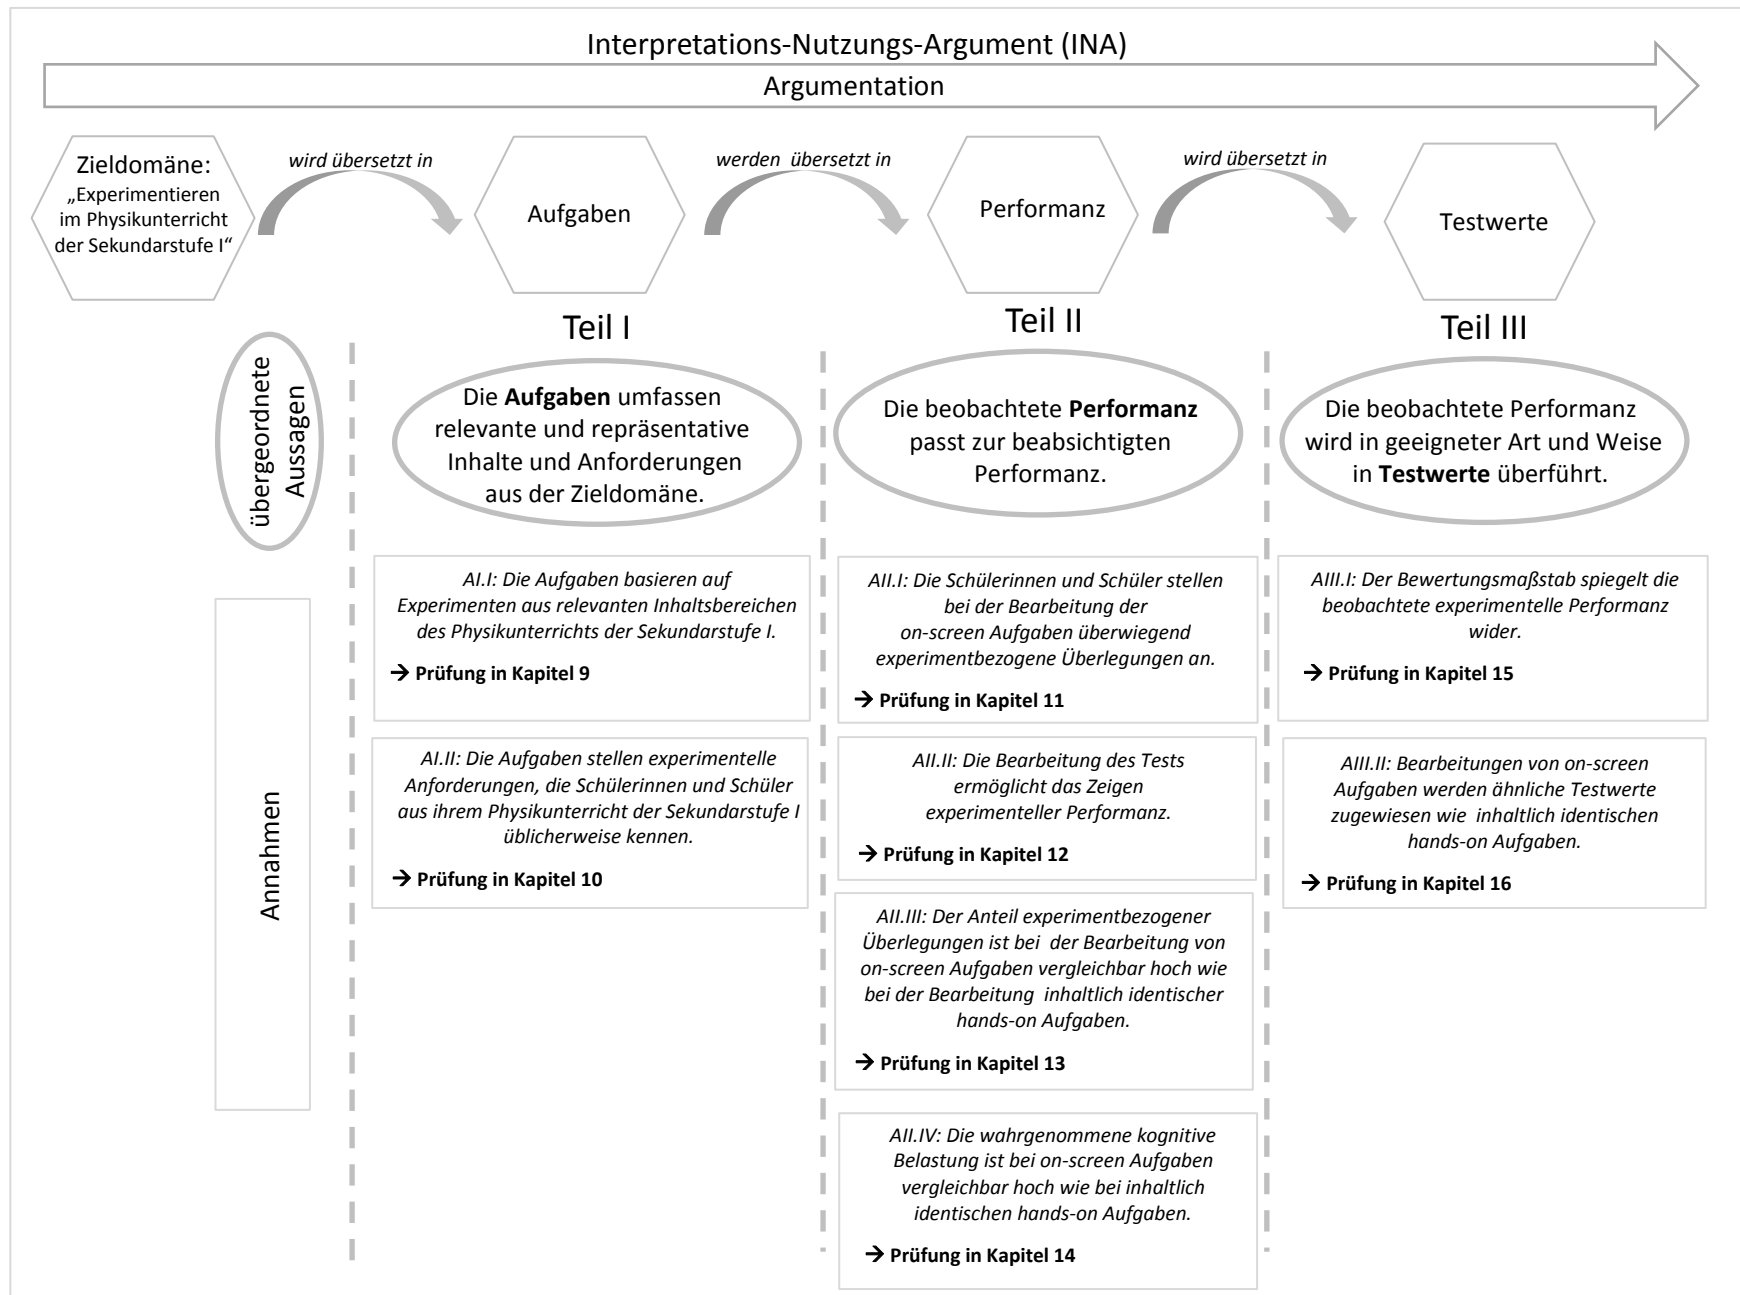 Interpretations-Nutzungs-Argument (INA)
Argumentation
Zieldomäne:
„Experimentieren
im Physikunterricht
der Sekundarstufe I“
wird übersetzt in
Aufgaben
werden übersetzt in
Performanz
wird übersetzt in
Testwerte
übergeordnete
Aussagen
Teil I
Die Aufgaben umfassen
relevante und repräsentative
Inhalte und Anforderungen
aus der Zieldomäne.
Teil II
Die beobachtete Performanz
passt zur beabsichtigten
Performanz.
Teil III
Die beobachtete Performanz
wird in geeigneter Art und Weise
in Testwerte überführt.
Annahmen
AI.I: Die Aufgaben basieren auf
Experimenten aus relevanten Inhaltsbereichen
des Physikunterrichts der Sekundarstufe I.
→ Prüfung in Kapitel 9
AI.II: Die Aufgaben stellen experimentelle
Anforderungen, die Schülerinnen und Schüler
aus ihrem Physikunterricht der Sekundarstufe I
üblicherweise kennen.
→ Prüfung in Kapitel 10
AII.I: Die Schülerinnen und Schüler stellen
bei der Bearbeitung der
on-screen Aufgaben überwiegend
experimentbezogene Überlegungen an.
→ Prüfung in Kapitel 11
AII.II: Die Bearbeitung des Tests
ermöglicht das Zeigen
experimenteller Performanz.
→ Prüfung in Kapitel 12
AII.III: Der Anteil experimentbezogener
Überlegungen ist bei der Bearbeitung von
on-screen Aufgaben vergleichbar hoch wie
bei der Bearbeitung inhaltlich identischer
hands-on Aufgaben.
→ Prüfung in Kapitel 13
AII.IV: Die wahrgenommene kognitive
Belastung ist bei on-screen Aufgaben
vergleichbar hoch wie bei inhaltlich
identischen hands-on Aufgaben.
→ Prüfung in Kapitel 14
AIII.I: Der Bewertungsmaßstab spiegelt die
beobachtete experimentelle Performanz
wider.
→ Prüfung in Kapitel 15
AIII.II: Bearbeitungen von on-screen
Aufgaben werden ähnliche Testwerte
zugewiesen wie inhaltlich identischen
hands-on Aufgaben.
→ Prüfung in Kapitel 16